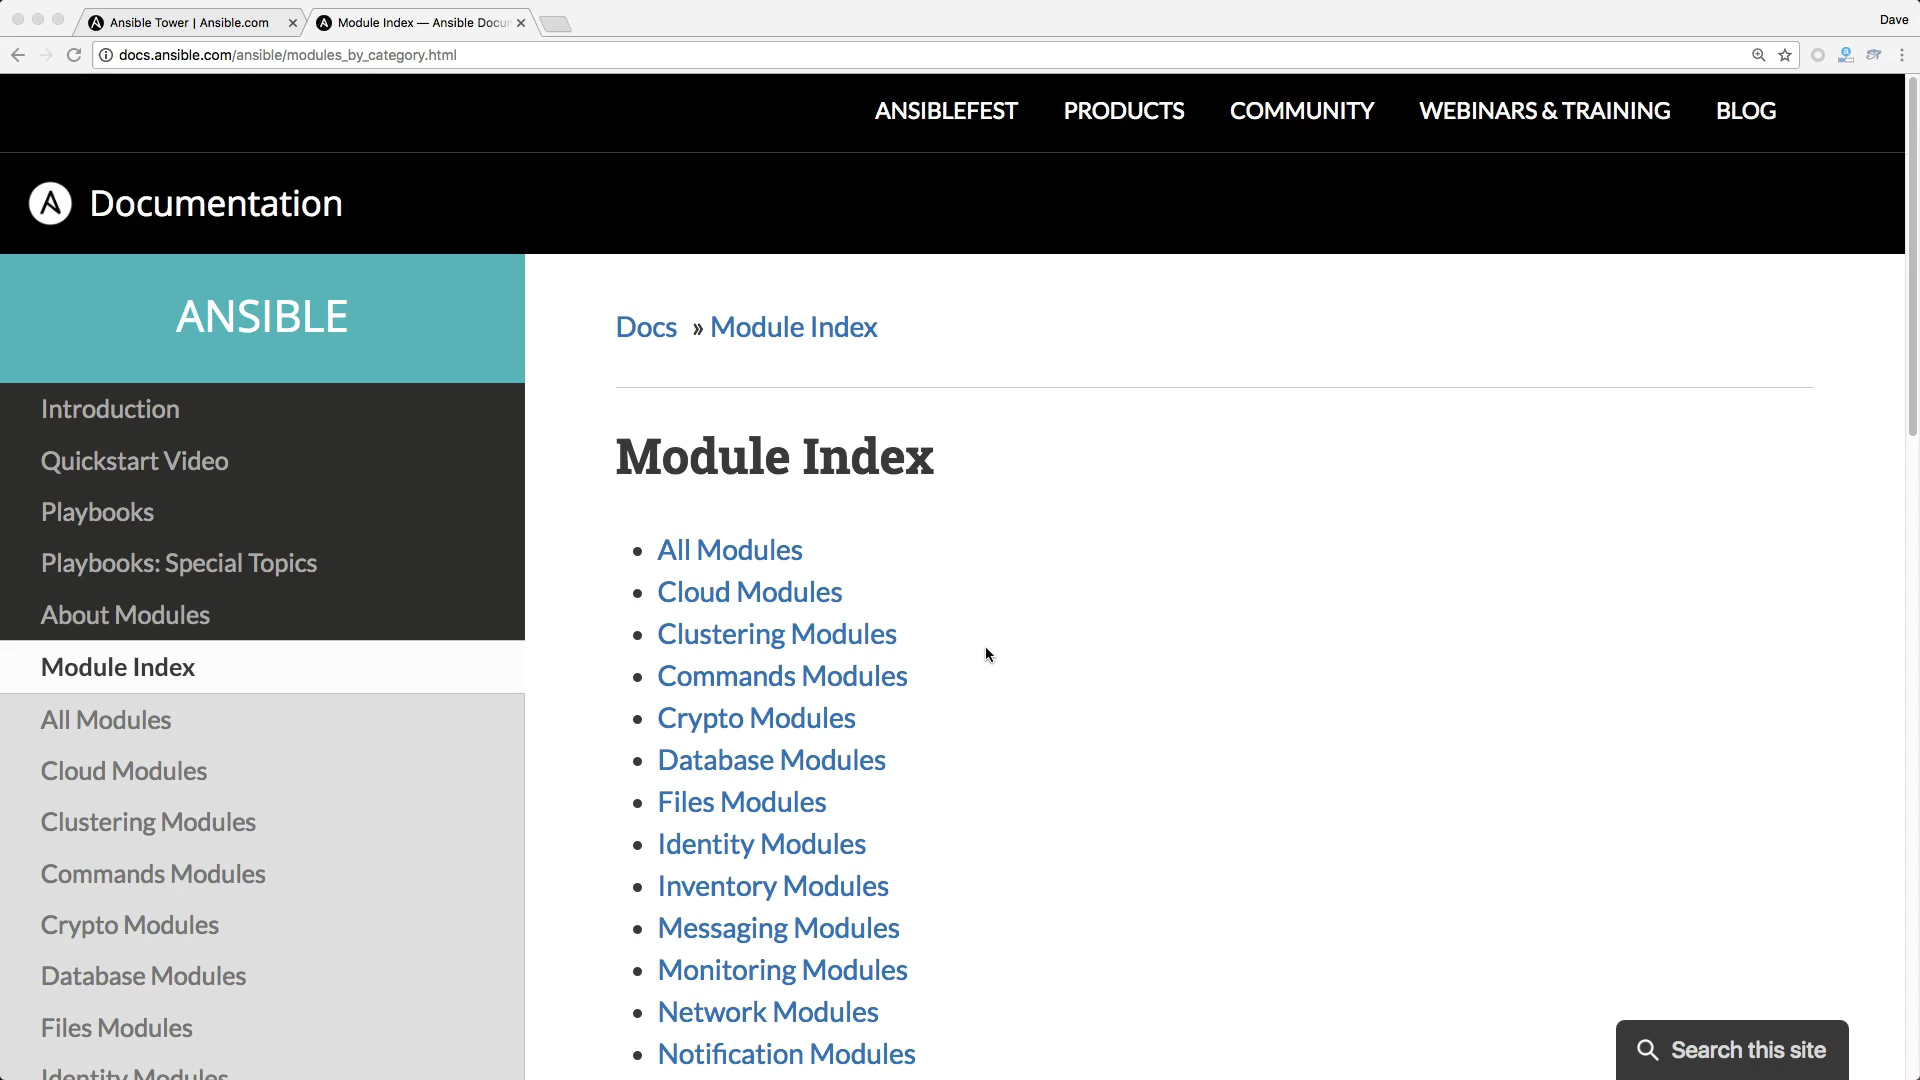 Ansible Tower | Ansible.com
Module Index — Ansible Docu
Dave
docs.ansible.com/ansible/modules_by_category.html
ANSIBLEFEST PRODUCTS COMMUNITY WEBINARS & TRAINING BLOG
Documentation
ANSIBLE
Introduction
Quickstart Video
Playbooks
Playbooks: Special Topics
About Modules
Module Index
All Modules
Cloud Modules
Clustering Modules
Commands Modules
Crypto Modules
Database Modules
Files Modules
Identity Modules
Docs » Module Index
Module Index
• All Modules
• Cloud Modules
• Clustering Modules
• Commands Modules
• Crypto Modules
• Database Modules
• Files Modules
• Identity Modules
• Inventory Modules
• Messaging Modules
• Monitoring Modules
• Network Modules
• Notification Modules
Search this site